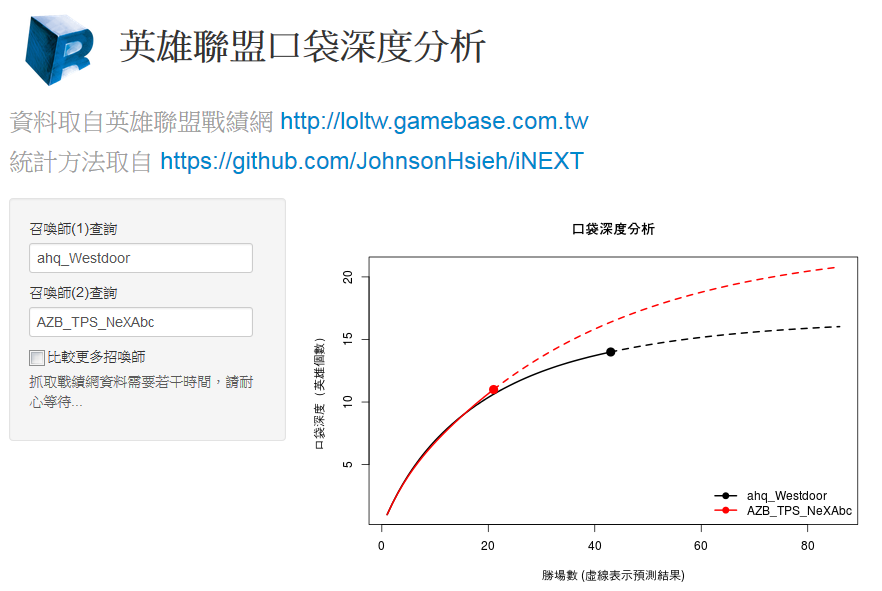 R
英雄聯盟口袋深度分析
資料取自英雄聯盟戰績網 http://loltw.gamebase.com.tw
統計方法取自 https://github.com/JohnsonHsieh/iNEXT
召喚師(1)查詢
ahq_Westdoor
召喚師(2)查詢
AZB_TPS_NeXAbc
比較更多召喚師
抓取戰績網資料需要若干時間，請耐
心等待...
口袋深度分析
口袋深度（英雄個數）
20
15
10
5
ahq_Westdoor
AZB_TPS_NeXAbc
0 20 40 60 80
勝場數 (虛線表示預測結果)